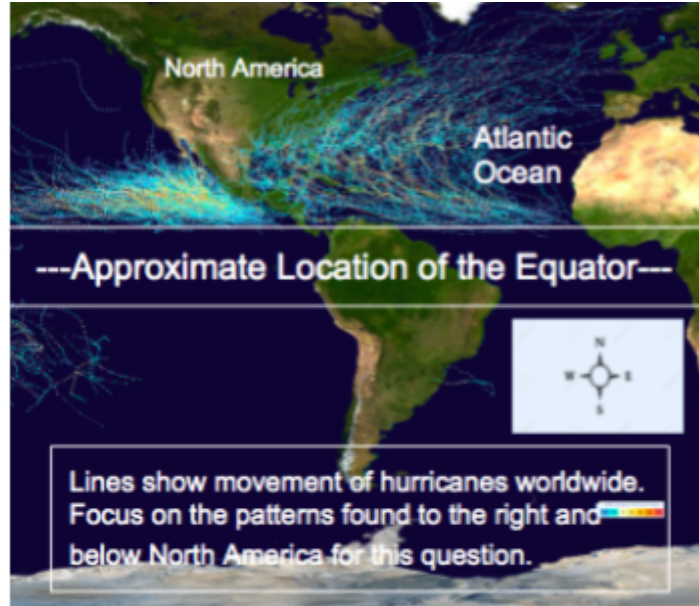 North America
Atlantic
Ocean
---Approximate Location of the Equator---
N
W E
S
Lines show movement of hurricanes worldwide.
Focus on the patterns found to the right and
below North America for this question.